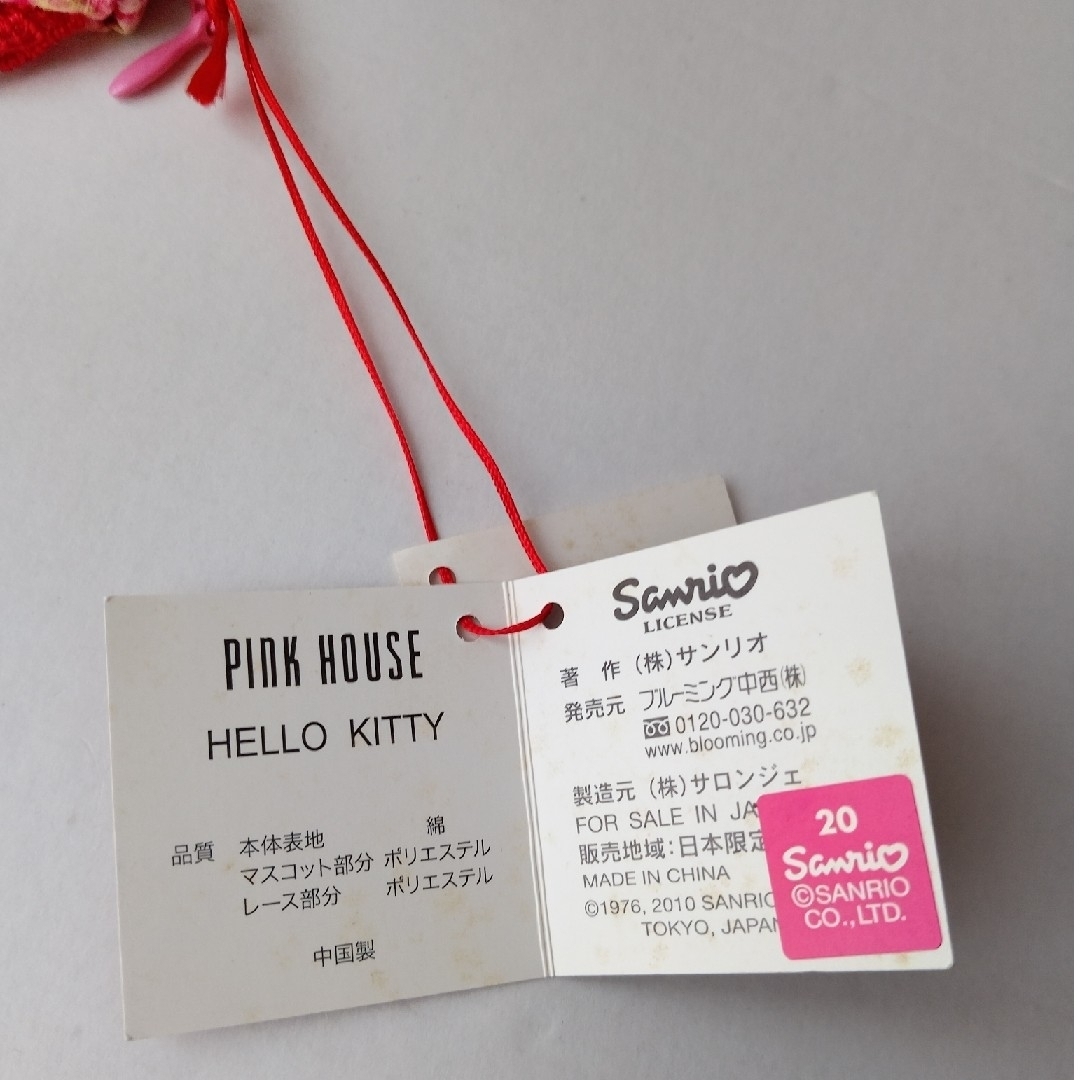 PINK HOUSE
HELLO KITTY
品質 本体表地 綿
マスコット部分 ポリエステル
レース部分 ポリエステル
中国製
Sanrio
LICENSE
著 作 (株)サンリオ
発売元 ブルーミング中西(株)
0120-030-632
www.blooming.co.jp
製造元 (株)サロンジェ
FOR SALE IN JA
販売地域:日本限定
MADE IN CHINA
©1976, 2010 SANRIO
TOKYO, JAPAN
20
Sanrio
©SANRIO
CO.,LTD.